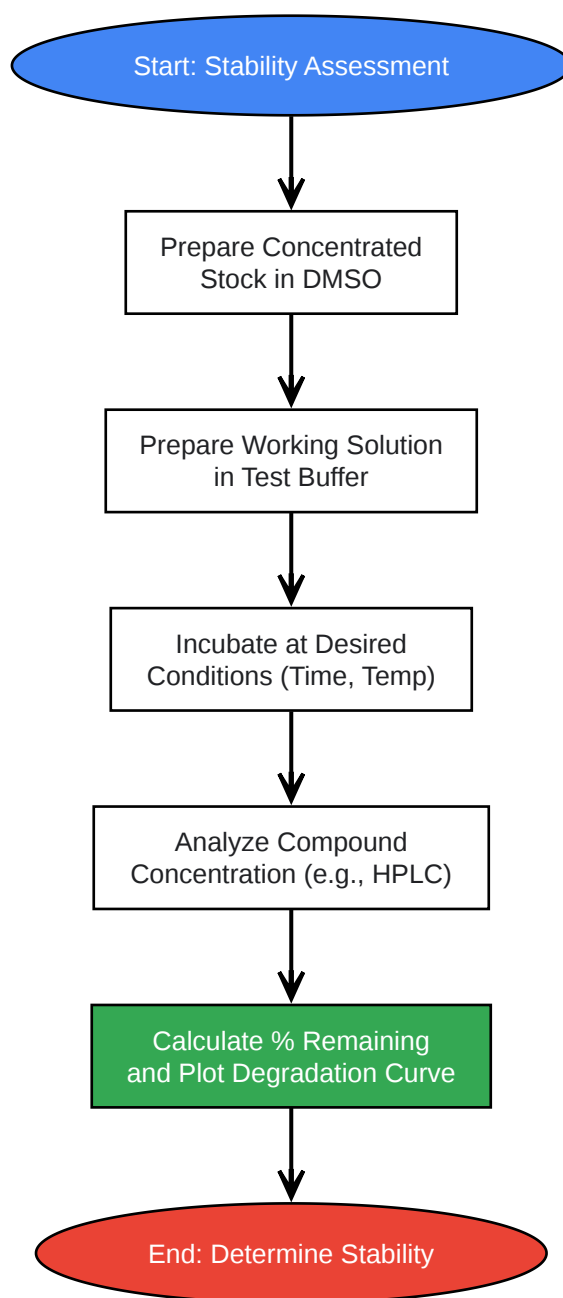 Start: Stability Assessment
Prepare Concentrated
Stock in DMSO
Prepare Working Solution
in Test Buffer
Incubate at Desired
Conditions (Time, Temp)
Analyze Compound
Concentration (e.g., HPLC)
Calculate % Remaining
and Plot Degradation Curve
End: Determine Stability